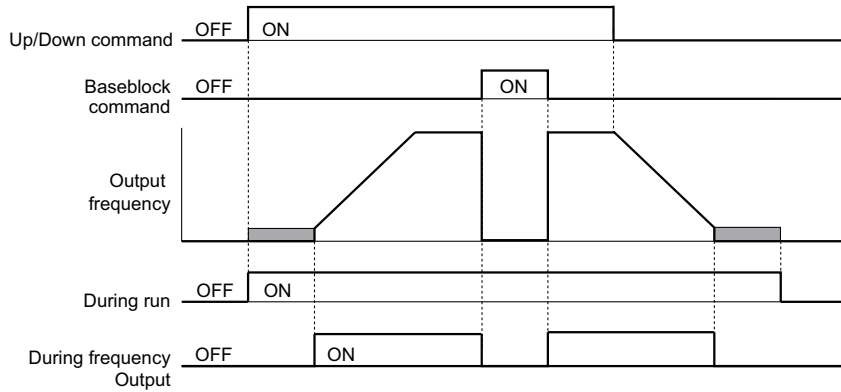 Up/Down command
OFF
ON
Baseblock
command
OFF
ON
Output
frequency
During run
OFF
ON
During frequency
Output
OFF
ON